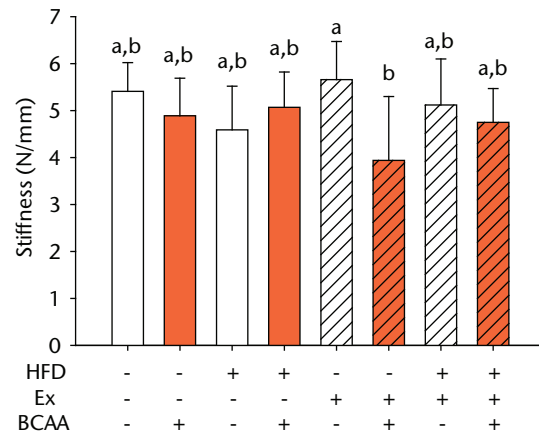 7
6
5
4
3
2
1
0
Stiffness (N/mm)
a,b a,b a,b a,b a b a,b a,b
HFD - - + + - - + +
Ex - - - - + + + +
BCAA - + - + - + - +